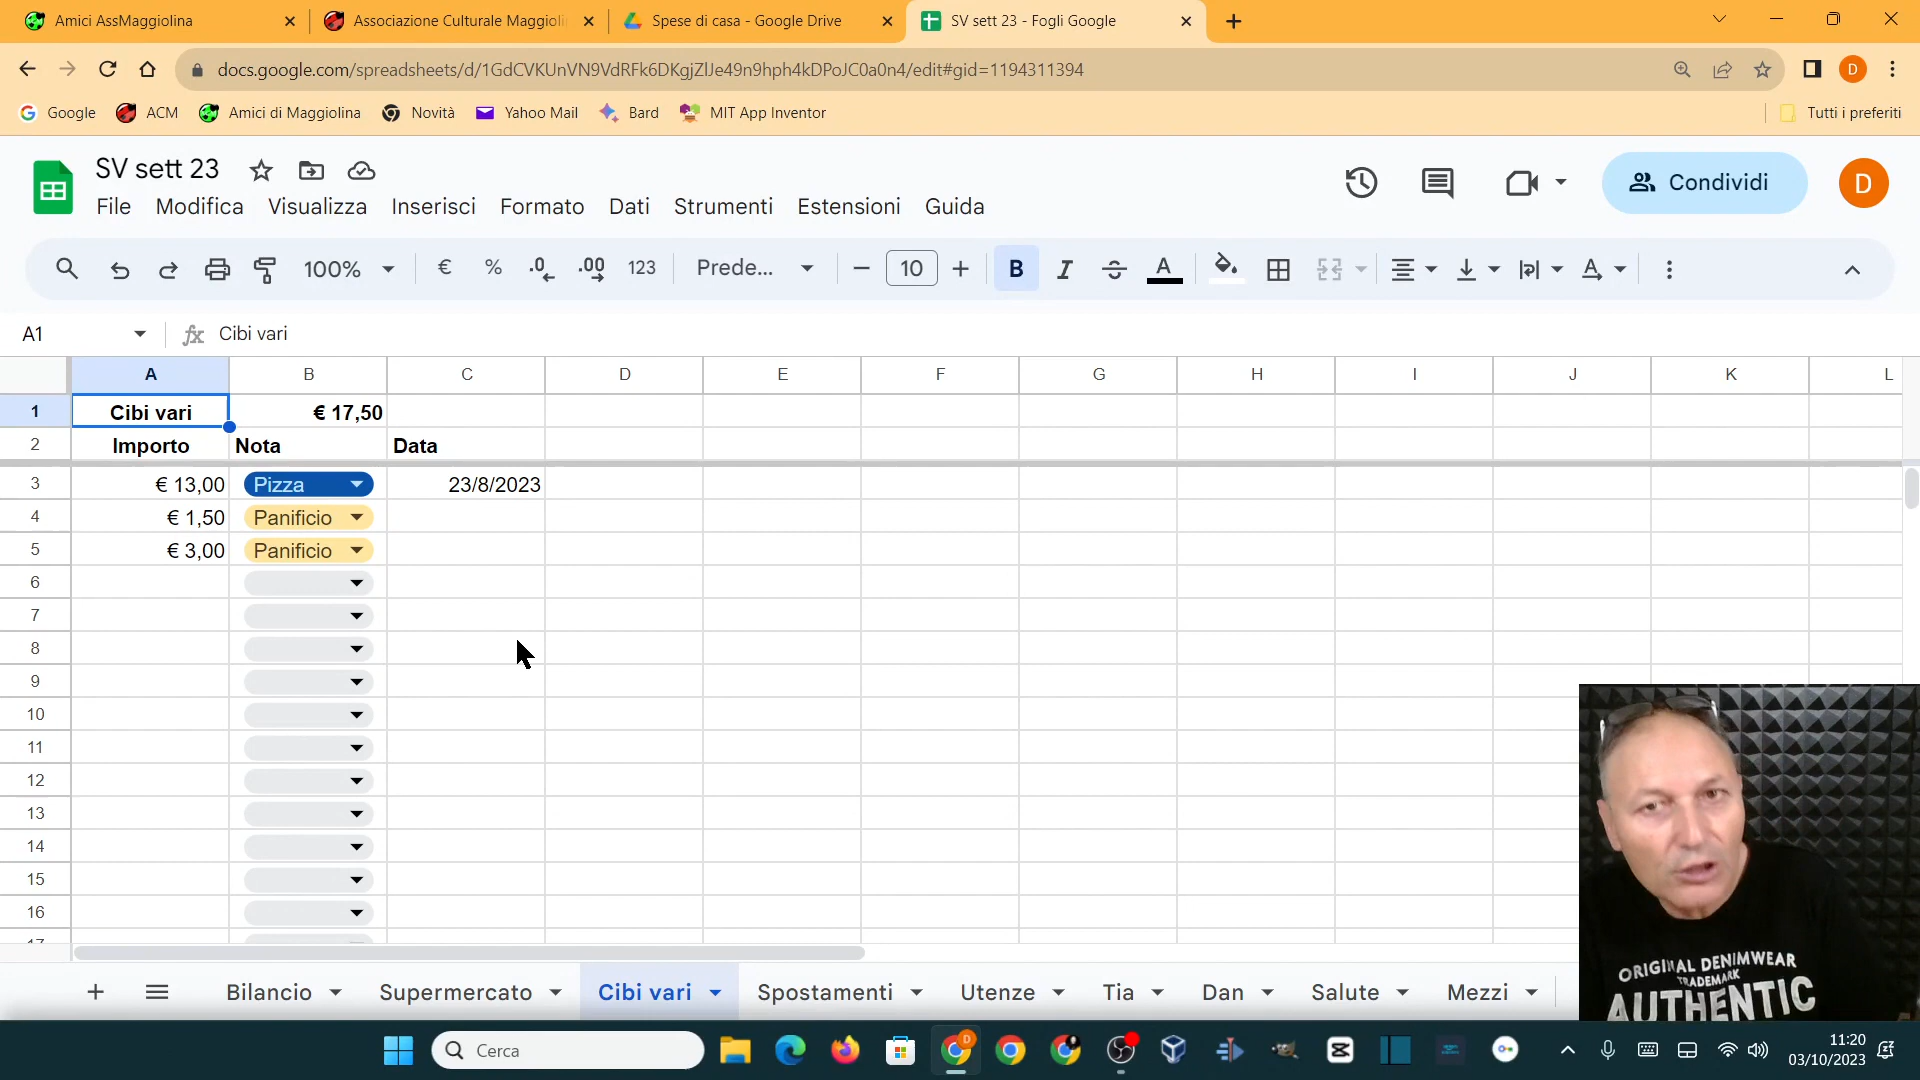 Amici AssMaggiolina
Associazione Culturale Maggiolin
Spese di casa - Google Drive
SV sett 23 - Fogli Google
docs.google.com/spreadsheets/d/1GdCVKUnVN9VdRFk6DKgjZlJe49n9hph4kDPoJC0a0n4/edit#gid=1194311394
D
Google
ACM
Amici di Maggiolina
Novità
Yahoo Mail
Bard
MIT App Inventor
Tutti i preferiti
SV sett 23
File Modifica Visualizza Inserisci Formato Dati Strumenti Estensioni Guida
Condividi
D
100% € % .0 .00 123 Prede... 10 B I S A
A1 fx Cibi vari
A B C D E F G H I J K L
1 Cibi vari € 17,50
2 Importo Nota Data
3 € 13,00 Pizza 23/8/2023
4 € 1,50 Panificio
5 € 3,00 Panificio
6
7
8
9
10
11
12
13
14
15
16
17
ORIGINAL DENIMWEAR
TRADEMARK
AUTHENTIC
Bilancio Supermercato Cibi vari Spostamenti Utenze Tia Dan Salute Mezzi
Cerca
11:20
03/10/2023